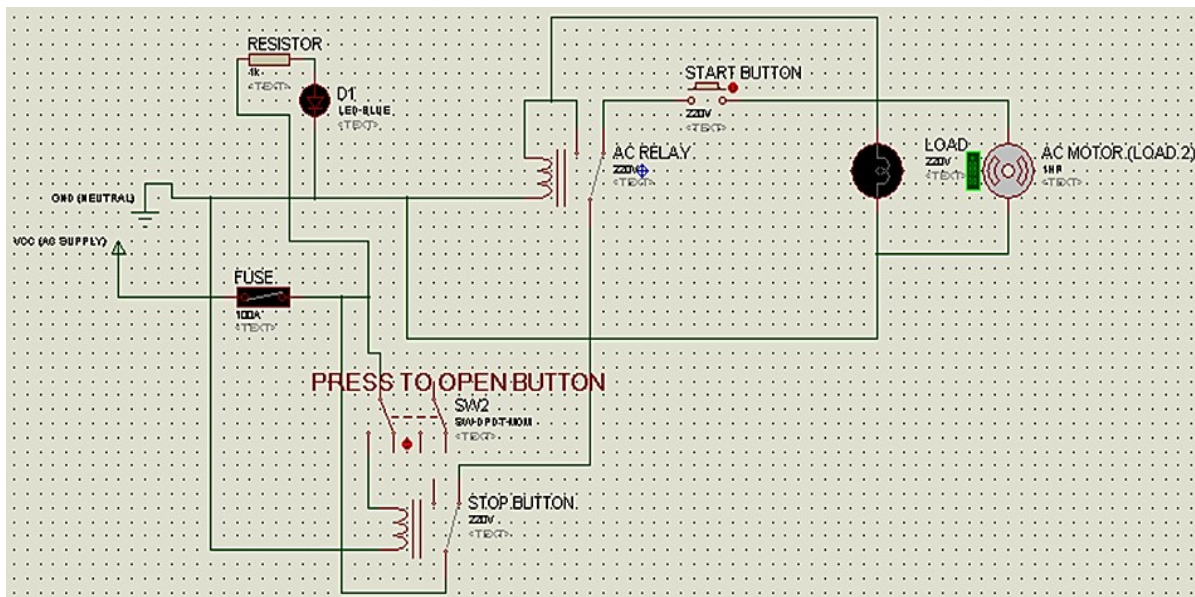 RESISTOR
1k
<TEXT>
D1
LED-BLUE
<TEXT>
START BUTTON
220V
<TEXT>
AC RELAY
220V
<TEXT>
LOAD
220V
<TEXT>
AC MOTOR.(LOAD.2)
1HP
<TEXT>
GND (NEUTRAL)
VCC (AC SUPPLY)
FUSE.
100A
<TEXT>
PRESS TO OPEN BUTTON
SW2
SW-DPDT-MOM
<TEXT>
STOP BUTTON.
220V
<TEXT>